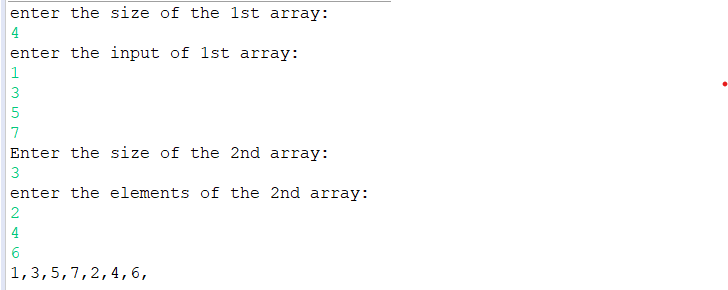 enter the size of the 1st array:
4
enter the input of 1st array:
1
3
5
7
Enter the size of the 2nd array:
3
enter the elements of the 2nd array:
2
4
6
1,3,5,7,2,4,6,